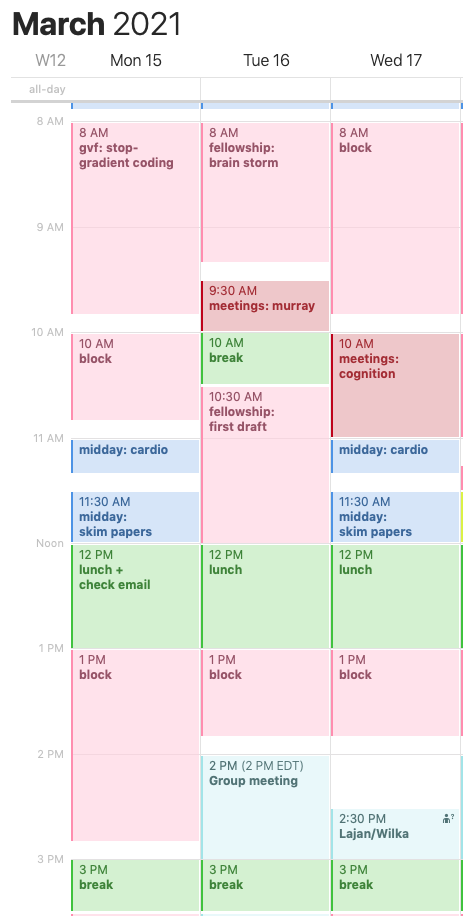 March 2021
W12 Mon 15 Tue 16 Wed 17
all-day
8 AM
9 AM
10 AM
11 AM
Noon
1 PM
2 PM
3 PM
8 AM
gvf: stop-
gradient coding
10 AM
block
midday: cardio
11:30 AM
midday:
skim papers
12 PM
lunch +
check email
1 PM
block
3 PM
break
8 AM
fellowship:
brain storm
9:30 AM
meetings: murray
10 AM
break
10:30 AM
fellowship:
first draft
12 PM
lunch
1 PM
block
2 PM (2 PM EDT)
Group meeting
3 PM
break
8 AM
block
10 AM
meetings:
cognition
midday: cardio
11:30 AM
midday:
skim papers
12 PM
lunch
1 PM
block
2:30 PM
Lajan/Wilka
3 PM
break